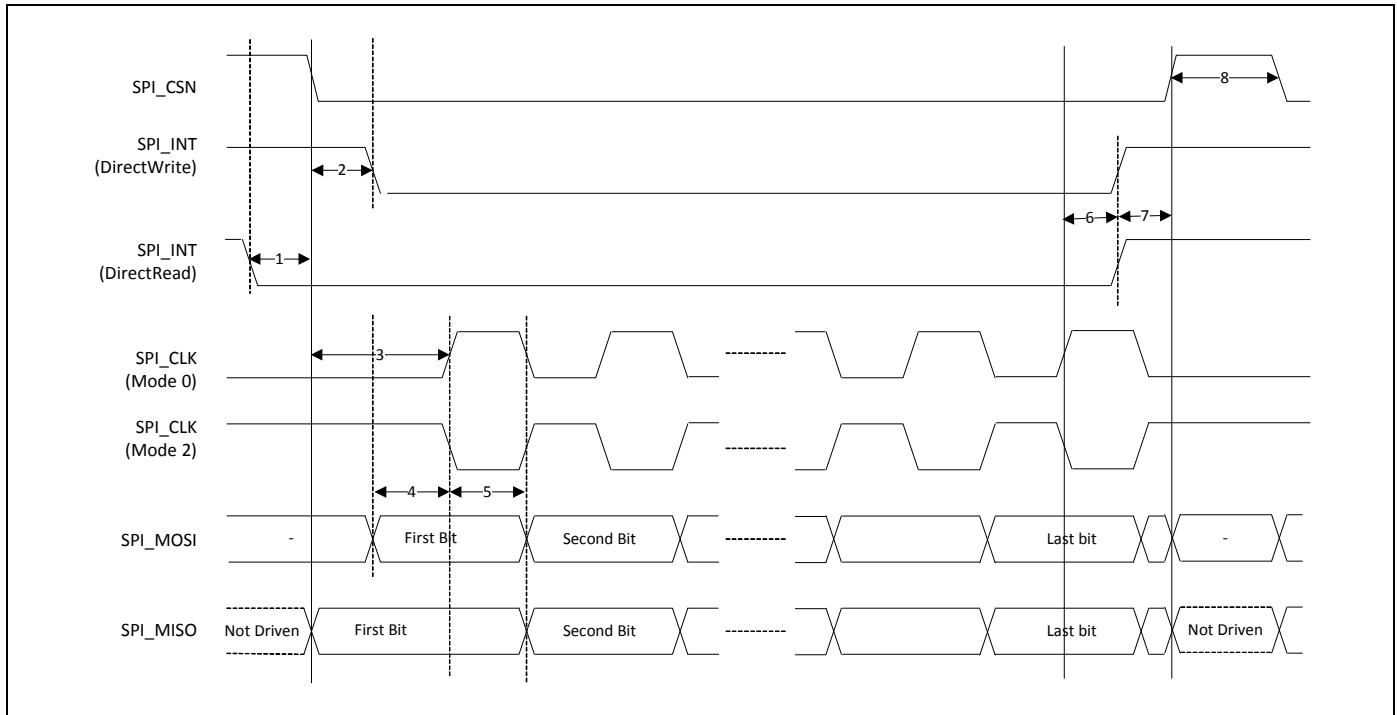 SPI_CSN
8
SPI_INT
(DirectWrite)
2
6
7
SPI_INT
(DirectRead)
1
SPI_CLK
(Mode 0)
3
SPI_CLK
(Mode 2)
4
5
SPI_MOSI
-
First Bit
Second Bit
Last bit
-
SPI_MISO
Not Driven
First Bit
Second Bit
Last bit
Not Driven